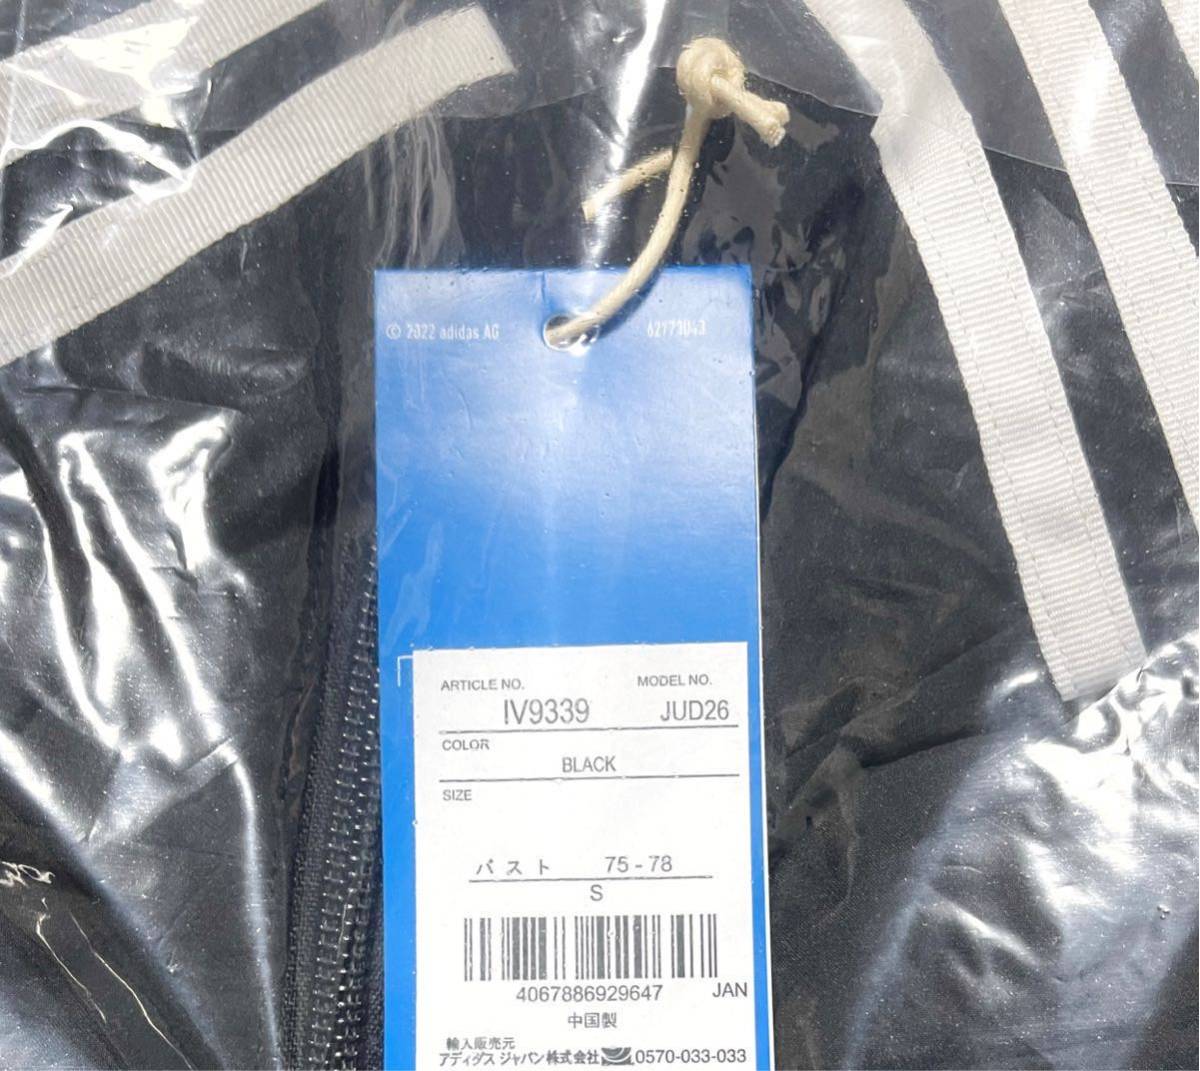 © 2022 adidas AG
ARTICLE NO. MODEL NO.
IV9339 JUD26
COLOR
BLACK
SIZE
バスト 75 - 78
S
4067886929647 JAN
中国製
輸入販売元
アディダス ジャパン株式会社 0570-033-033